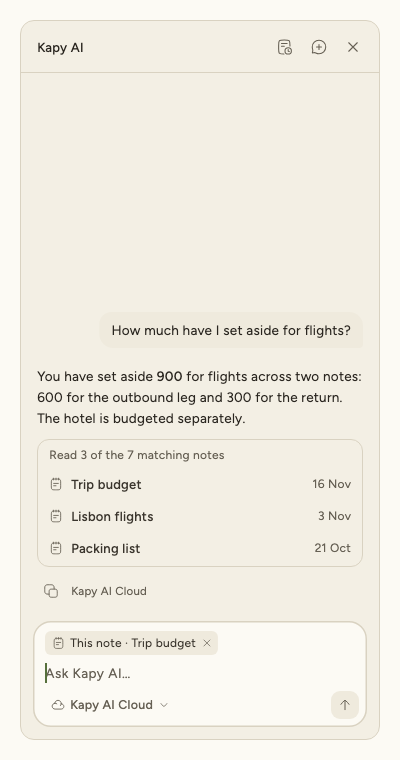 Kapy AI
How much have I set aside for flights?
You have set aside 900 for flights across two notes:
600 for the outbound leg and 300 for the return.
The hotel is budgeted separately.
Read 3 of the 7 matching notes
Trip budget 16 Nov
Lisbon flights 3 Nov
Packing list 21 Oct
Kapy AI Cloud
This note · Trip budget
Ask Kapy AI...
Kapy AI Cloud